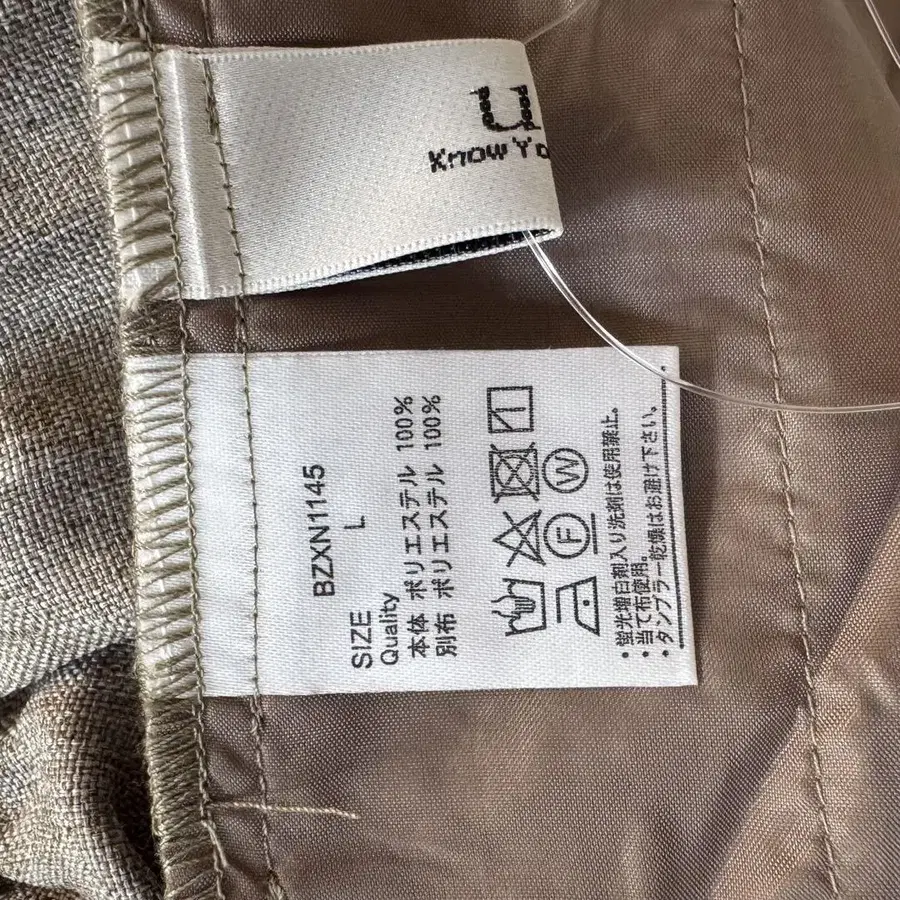 un
Know Yo
BZXN1145
SIZE L
Quality
本体 ポリエステル 100%
別布 ポリエステル 100%
F W
・蛍光増白剤入り洗剤は使用禁止。
・当て布使用。
・タンブラー乾燥はお避け下さい。